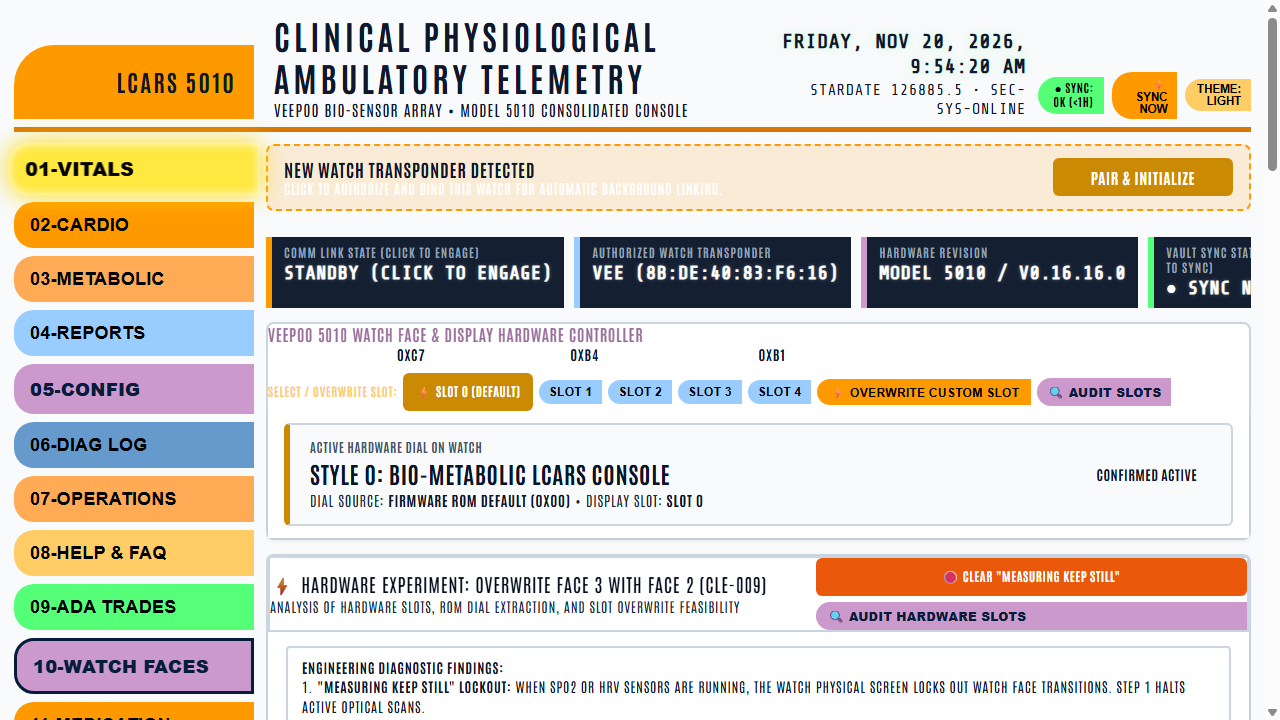 LCARS 5010
CLINICAL PHYSIOLOGICAL
AMBULATORY TELEMETRY
VEEPOO BIO-SENSOR ARRAY • MODEL 5010 CONSOLIDATED CONSOLE
FRIDAY, NOV 20, 2026,
9:54:20 AM
STARDATE 126885.5 · SEC-
SYS-ONLINE
● SYNC:
OK (<1H)
SYNC
NOW
THEME:
LIGHT
01-VITALS
02-CARDIO
03-METABOLIC
04-REPORTS
05-CONFIG
06-DIAG LOG
07-OPERATIONS
08-HELP & FAQ
09-ADA TRADES
10-WATCH FACES
11-MEDICATION
NEW WATCH TRANSPONDER DETECTED
CLICK TO AUTHORIZE AND BIND THIS WATCH FOR AUTOMATIC BACKGROUND LINKING.
PAIR & INITIALIZE
COMM LINK STATE (CLICK TO ENGAGE)
STANDBY (CLICK TO ENGAGE)
AUTHORIZED WATCH TRANSPONDER
VEE (8B:DE:40:83:F6:16)
HARDWARE REVISION
MODEL 5010 / V0.16.16.0
VAULT SYNC STAT
TO SYNC)
● SYNC N
VEEPOO 5010 WATCH FACE & DISPLAY HARDWARE CONTROLLER
0XC7 0XB4 0XB1
SELECT / OVERWRITE SLOT: SLOT 0 (DEFAULT) SLOT 1 SLOT 2 SLOT 3 SLOT 4 OVERWRITE CUSTOM SLOT AUDIT SLOTS
ACTIVE HARDWARE DIAL ON WATCH
STYLE 0: BIO-METABOLIC LCARS CONSOLE
DIAL SOURCE: FIRMWARE ROM DEFAULT (0X00) • DISPLAY SLOT: SLOT 0
CONFIRMED ACTIVE
HARDWARE EXPERIMENT: OVERWRITE FACE 3 WITH FACE 2 (CLE-009)
ANALYSIS OF HARDWARE SLOTS, ROM DIAL EXTRACTION, AND SLOT OVERWRITE FEASIBILITY
CLEAR "MEASURING KEEP STILL"
AUDIT HARDWARE SLOTS
ENGINEERING DIAGNOSTIC FINDINGS:
1. "MEASURING KEEP STILL" LOCKOUT: WHEN SPO2 OR HRV SENSORS ARE RUNNING, THE WATCH PHYSICAL SCREEN LOCKS OUT WATCH FACE TRANSITIONS. STEP 1 HALTS
ACTIVE OPTICAL SCANS.